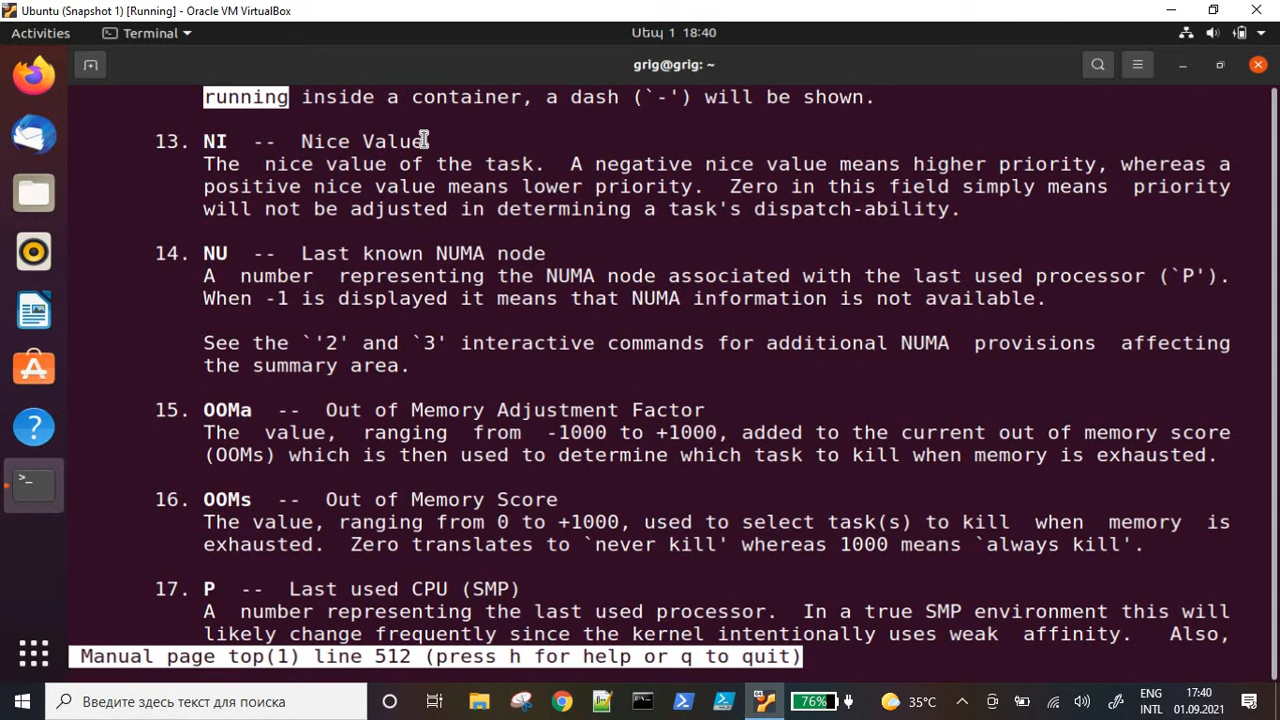 Ubuntu (Snapshot 1) [Running] - Oracle VM VirtualBox
Activities
Terminal
Սեպ 1 18:40
grig@grig: ~
running inside a container, a dash (`-') will be shown.
13. NI -- Nice Value
The nice value of the task. A negative nice value means higher priority, whereas a
positive nice value means lower priority. Zero in this field simply means priority
will not be adjusted in determining a task's dispatch-ability.
14. NU -- Last known NUMA node
A number representing the NUMA node associated with the last used processor (`P').
When -1 is displayed it means that NUMA information is not available.
See the `'2' and `3' interactive commands for additional NUMA provisions affecting
the summary area.
15. OOMa -- Out of Memory Adjustment Factor
The value, ranging from -1000 to +1000, added to the current out of memory score
(OOMs) which is then used to determine which task to kill when memory is exhausted.
16. OOMs -- Out of Memory Score
The value, ranging from 0 to +1000, used to select task(s) to kill when memory is
exhausted. Zero translates to `never kill' whereas 1000 means `always kill'.
17. P -- Last used CPU (SMP)
A number representing the last used processor. In a true SMP environment this will
likely change frequently since the kernel intentionally uses weak affinity. Also,
Manual page top(1) line 512 (press h for help or q to quit)
Введите здесь текст для поиска
76%
35°C
ENG
INTL
17:40
01.09.2021